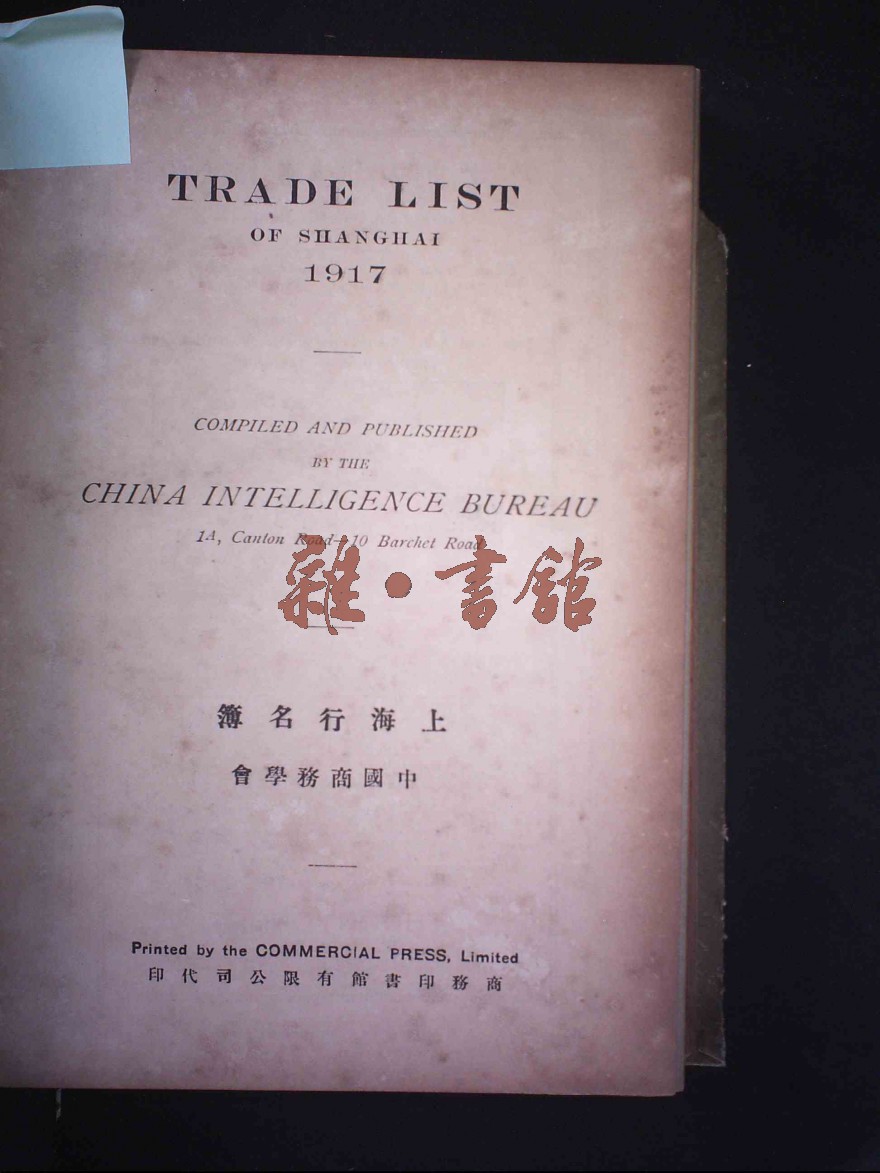 TRADE LIST
OF SHANGHAI
1917
COMPILED AND PUBLISHED
BY THE
CHINA INTELLIGENCE BUREAU
1A, Canton Road—10 Barchet Road
雜•書館
上海行名簿
中國商務學會
Printed by the COMMERCIAL PRESS, Limited
商務印書館有限公司代印